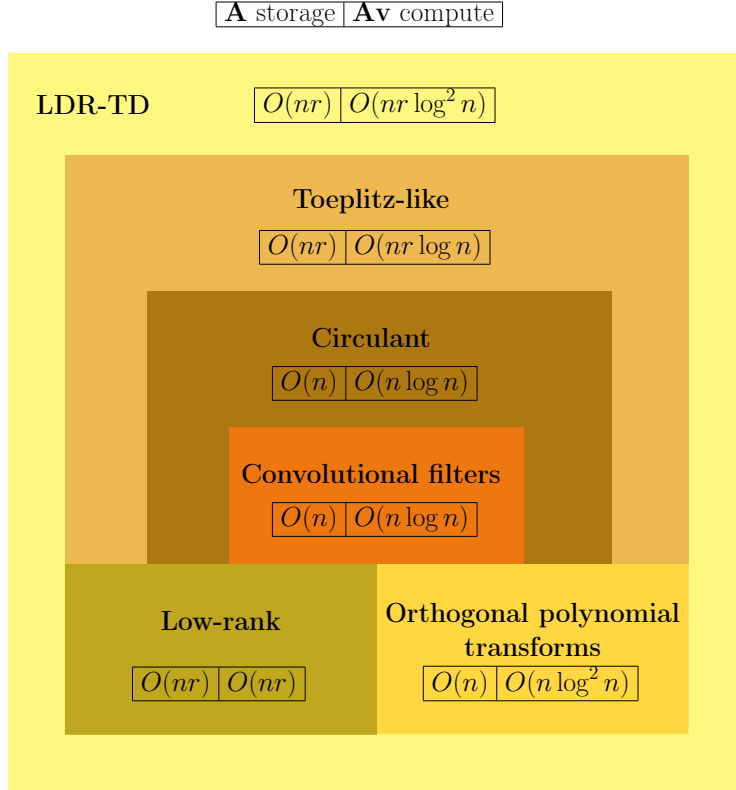 A storage | Av compute
LDR-TD O(nr) | O(nr log² n)
Toeplitz-like
O(nr) | O(nr log n)
Circulant
O(n) | O(n log n)
Convolutional filters
O(n) | O(n log n)
Low-rank
O(nr) | O(nr)
Orthogonal polynomial
transforms
O(n) | O(n log² n)